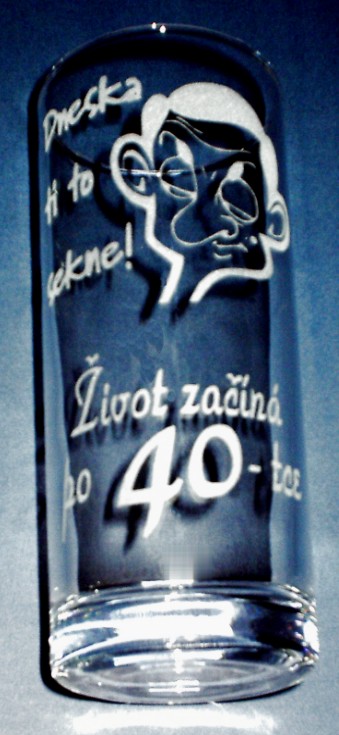 Dneska
ti to
sekne!
Život začíná
po 40-tce